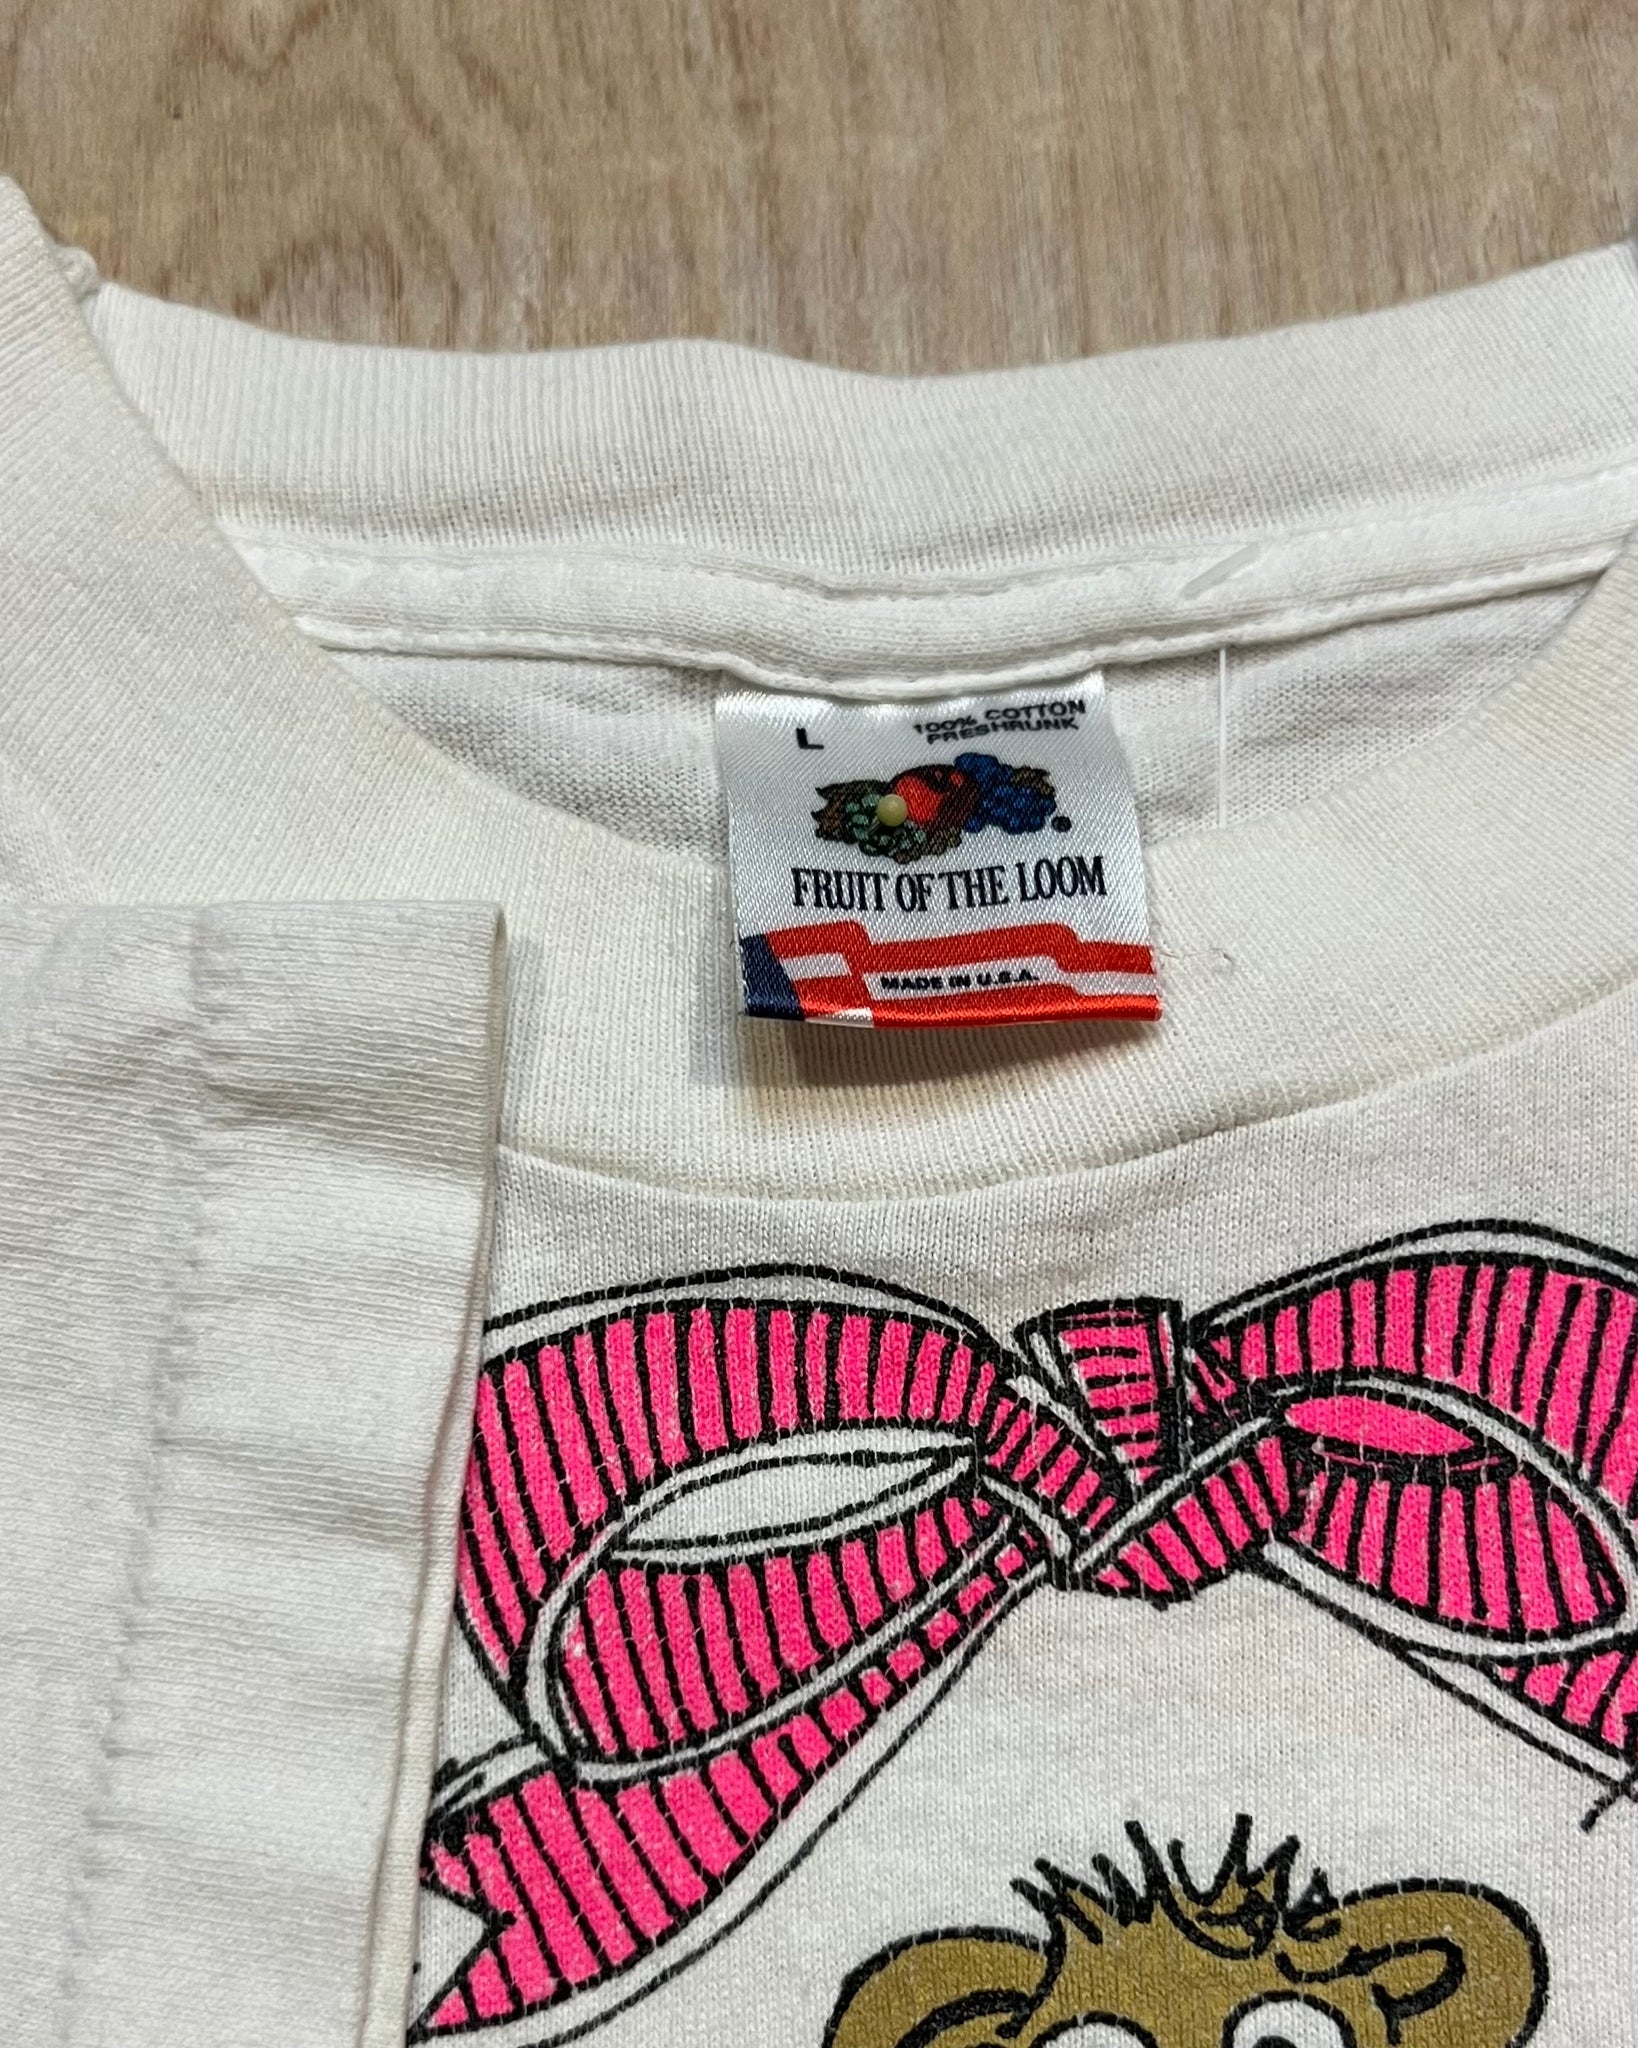 L
100% COTTON
PRESHRUNK
®
FRUIT OF THE LOOM
MADE IN U.S.A.